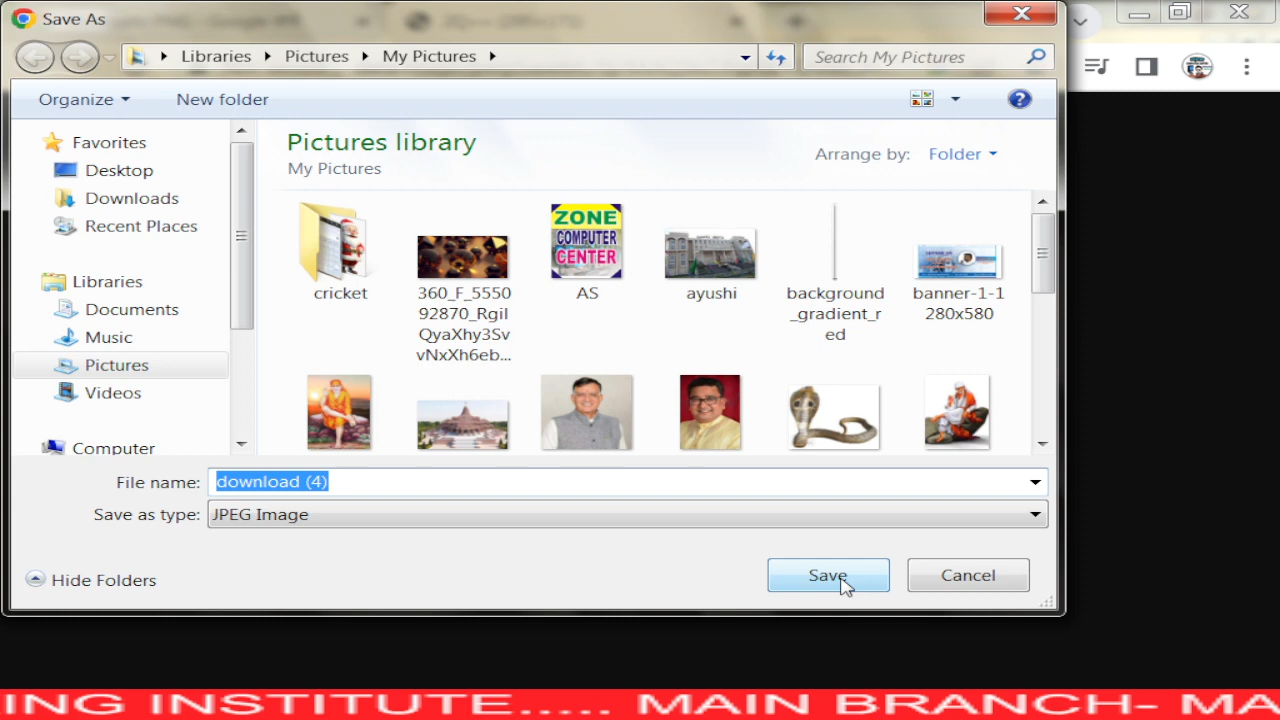 Save As
Libraries
Pictures
My Pictures
Search My Pictures
Organize
New folder
Pictures library
My Pictures
Arrange by:
Folder
Favorites
Desktop
Downloads
Recent Places
Libraries
Documents
Music
Pictures
Videos
Computer
ZONE
COMPUTER
CENTER
cricket
360_F_5550
92870_RgiI
QyaXhy3Sv
vNxXh6eb...
AS
ayushi
background
_gradient_r
ed
banner-1-1
280x580
File name:
download (4)
Save as type:
JPEG Image
Hide Folders
Save
Cancel
ING INSTITUTE..... MAIN BRANCH- MA